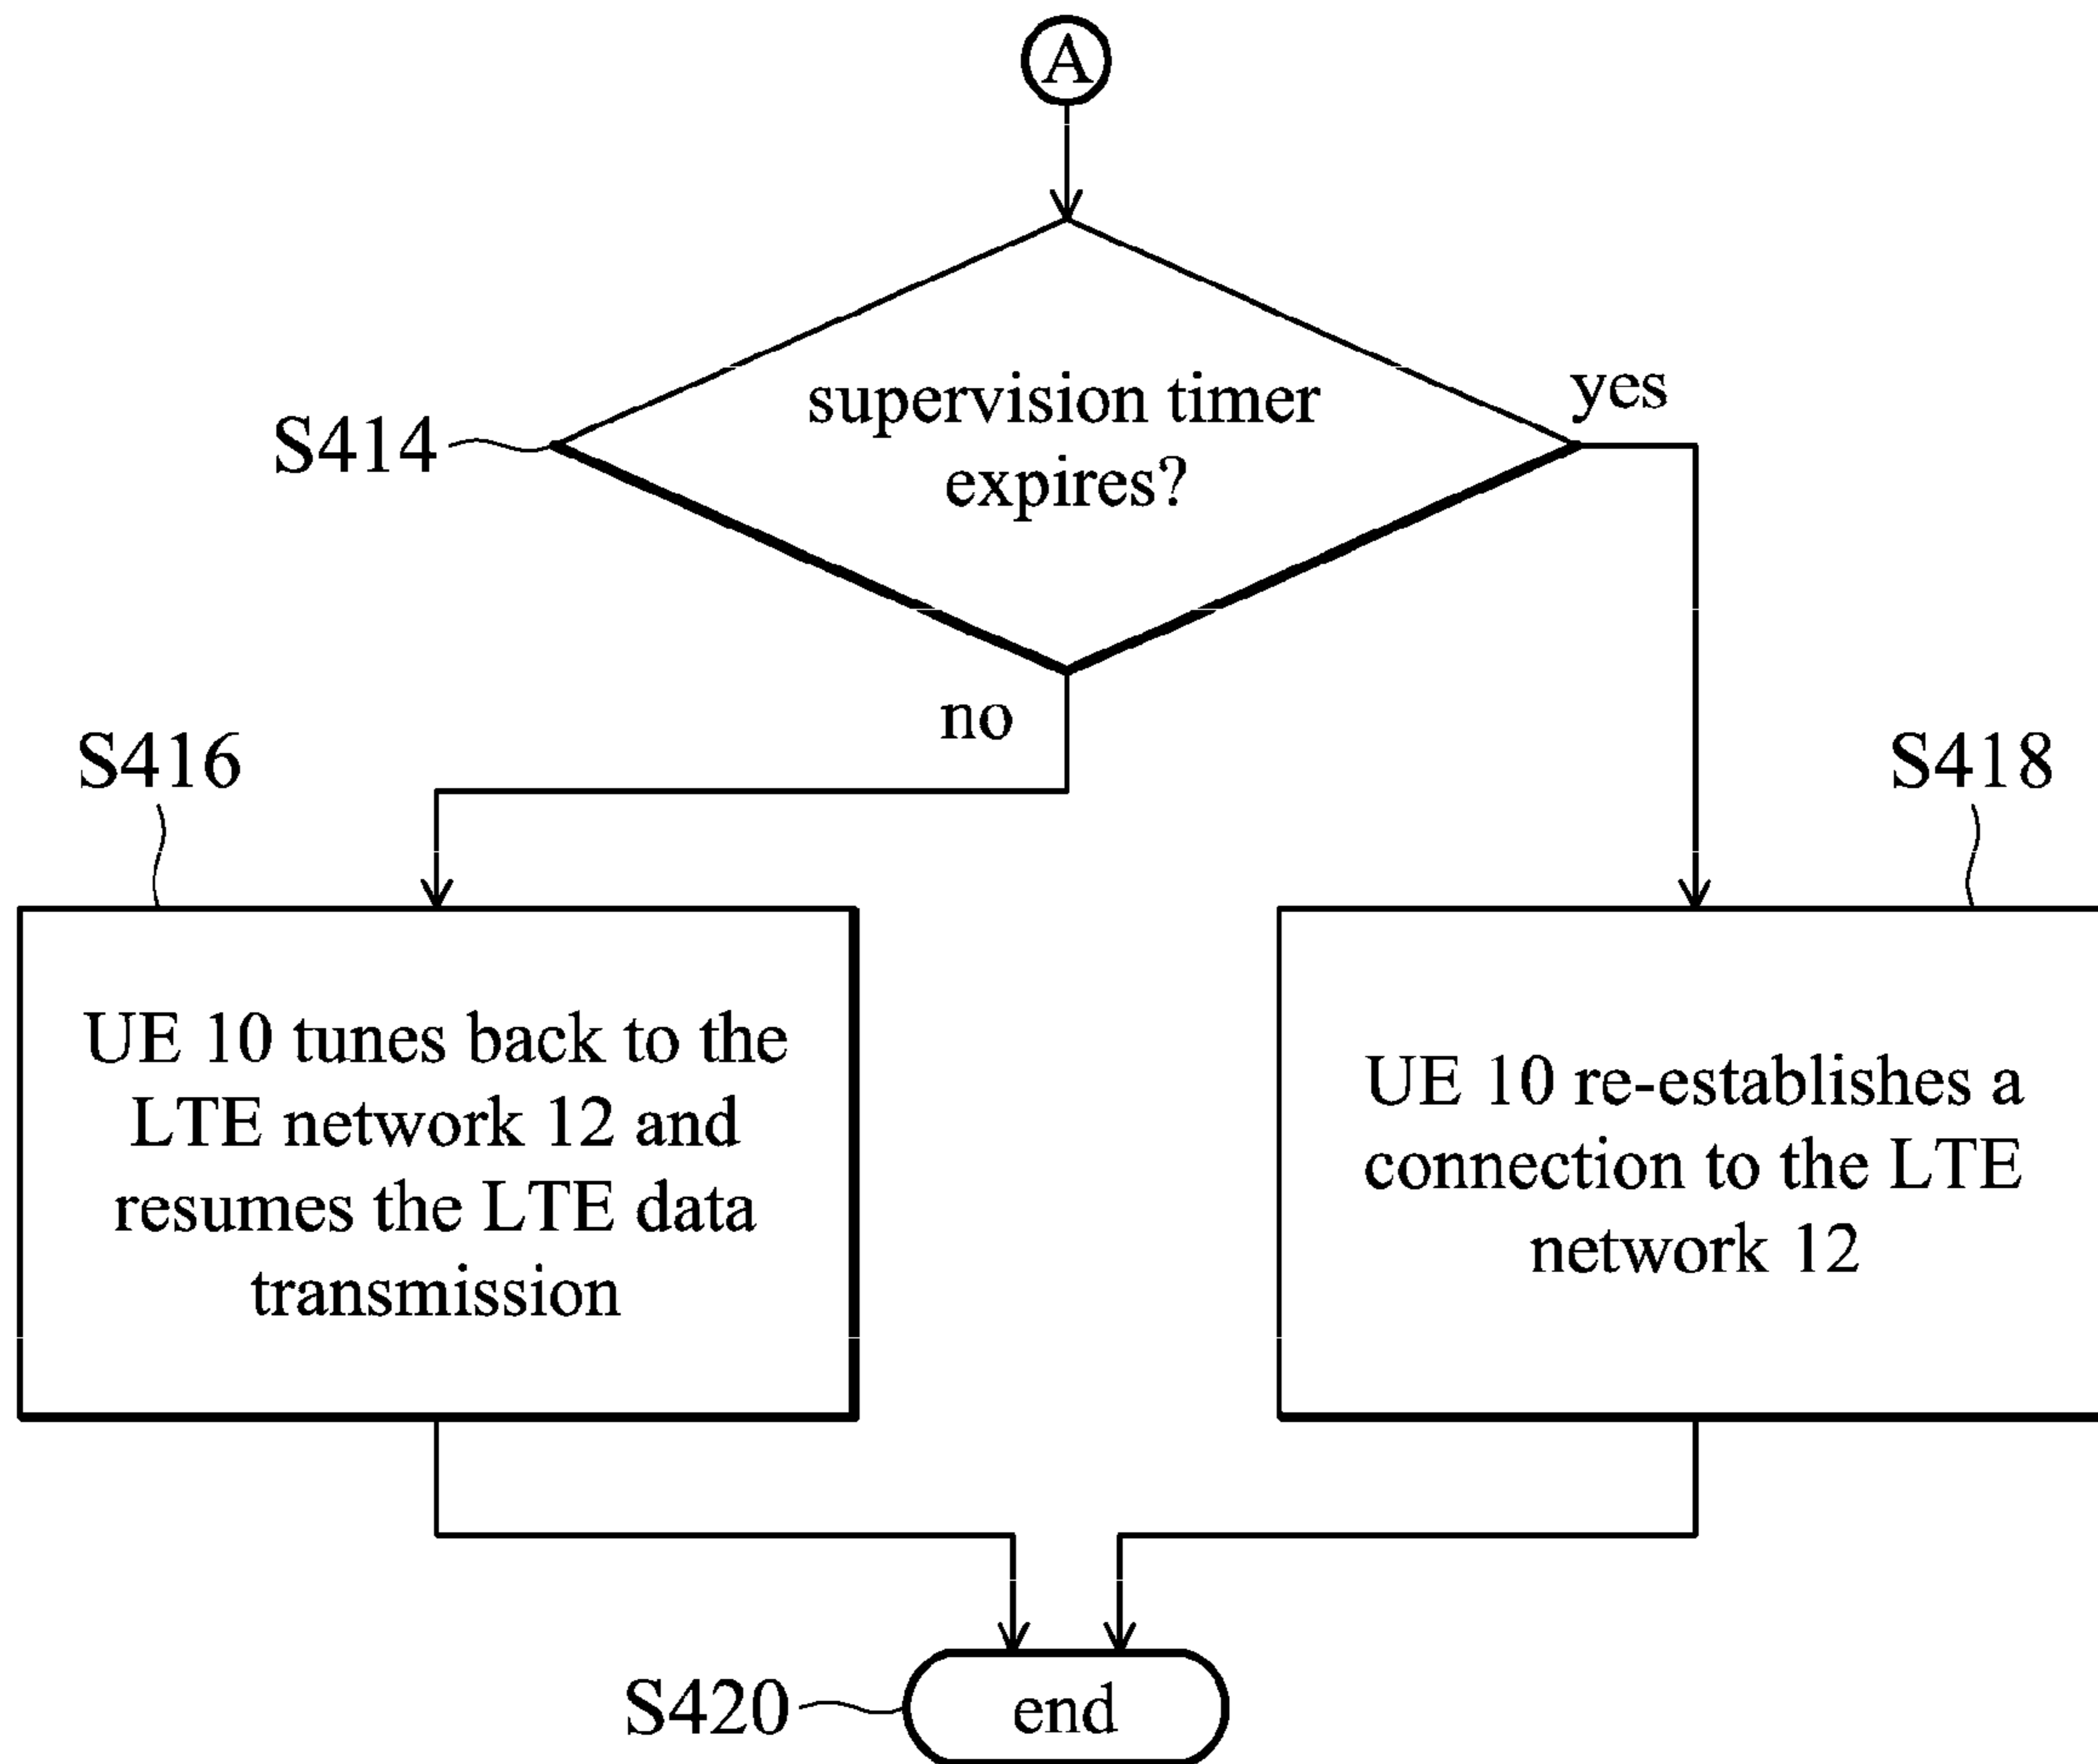 A
supervision timer
expires?
yes
S414
no
S416
S418
UE 10 tunes back to the
LTE network 12 and
resumes the LTE data
transmission
UE 10 re-establishes a
connection to the LTE
network 12
S420
end